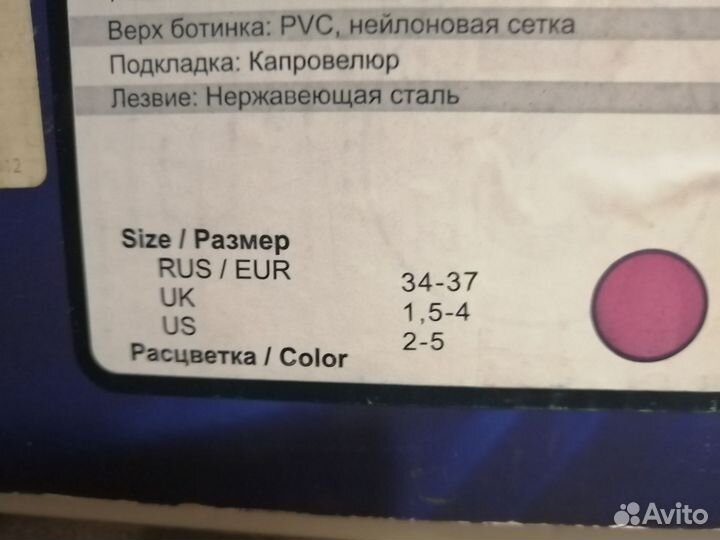 Верх ботинка: PVC, нейлоновая сетка
Подкладка: Капровелюр
Лезвие: Нержавеющая сталь
Size / Размер
RUS / EUR 34-37
UK 1,5-4
US 2-5
Расцветка / Color
Avito